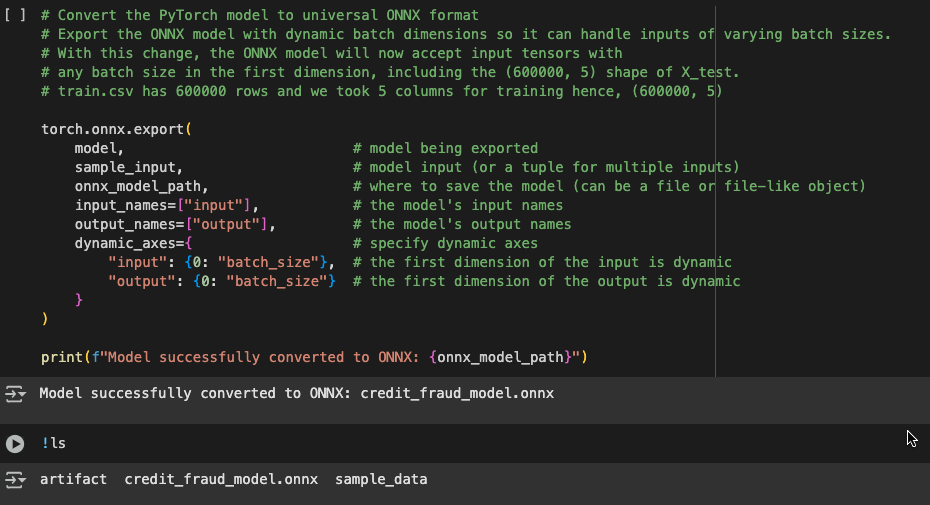 [ ] # Convert the PyTorch model to universal ONNX format
# Export the ONNX model with dynamic batch dimensions so it can handle inputs of varying batch sizes.
# With this change, the ONNX model will now accept input tensors with
# any batch size in the first dimension, including the (600000, 5) shape of X_test.
# train.csv has 600000 rows and we took 5 columns for training hence, (600000, 5)
torch.onnx.export(
    model,                           # model being exported
    sample_input,                    # model input (or a tuple for multiple inputs)
    onnx_model_path,                 # where to save the model (can be a file or file-like object)
    input_names=["input"],           # the model's input names
    output_names=["output"],         # the model's output names
    dynamic_axes={                   # specify dynamic axes
        "input": {0: "batch_size"},  # the first dimension of the input is dynamic
        "output": {0: "batch_size"}  # the first dimension of the output is dynamic
    }
)
print(f"Model successfully converted to ONNX: {onnx_model_path}")
Model successfully converted to ONNX: credit_fraud_model.onnx
!ls
artifact  credit_fraud_model.onnx  sample_data